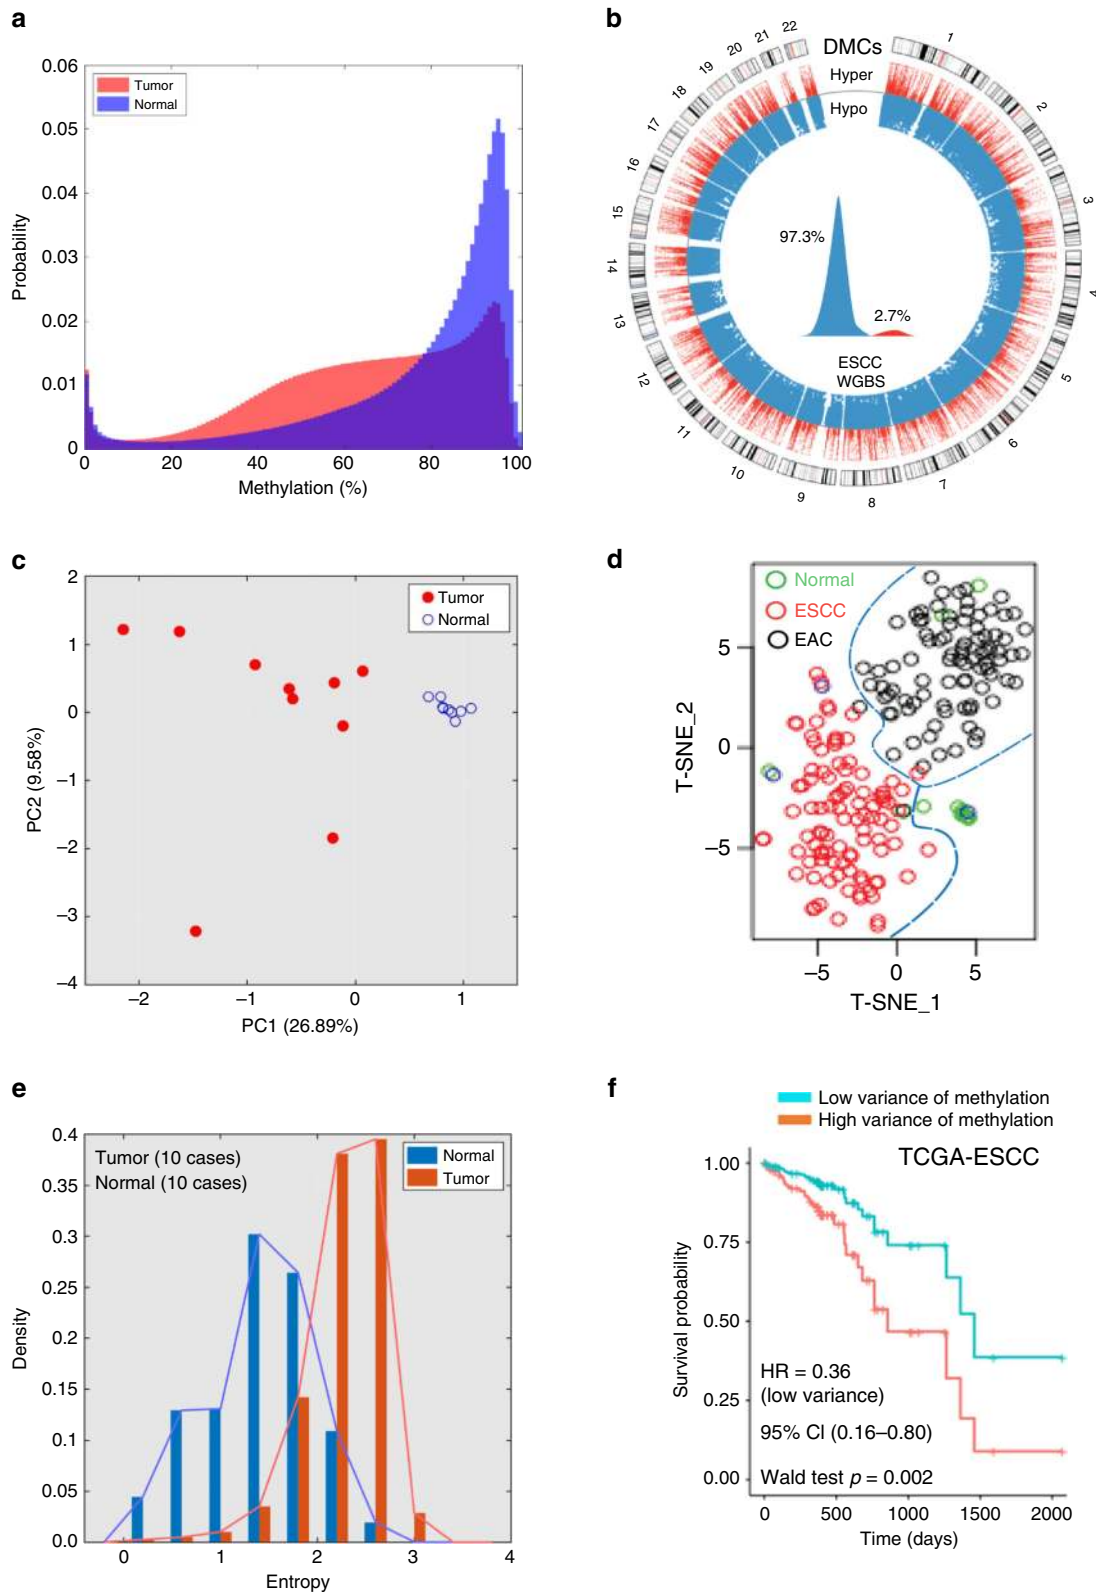 a
0.06
0.05
0.04
0.03
0.02
0.01
0
Probability
Tumor
Normal
0 20 40 60 80 100
Methylation (%)
b
DMCs
Hyper
Hypo
1
2
3
4
5
6
7
8
9
10
11
12
13
14
15
16
17
18
19
20
21
22
97.3%
2.7%
ESCC
WGBS
c
2
1
0
−1
−2
−3
−4
PC2 (9.58%)
Tumor
Normal
−2 −1 0 1
PC1 (26.89%)
d
Normal
ESCC
EAC
5
0
−5
T-SNE_2
−5 0 5
T-SNE_1
e
0.4
0.35
0.3
0.25
0.2
0.15
0.1
0.05
0.0
Density
Tumor (10 cases)
Normal (10 cases)
Normal
Tumor
0 1 2 3 4
Entropy
f
Low variance of methylation
High variance of methylation
TCGA-ESCC
1.00
0.75
0.50
0.25
0.00
Survival probability
HR = 0.36
(low variance)
95% CI (0.16–0.80)
Wald test p = 0.002
0 500 1000 1500 2000
Time (days)